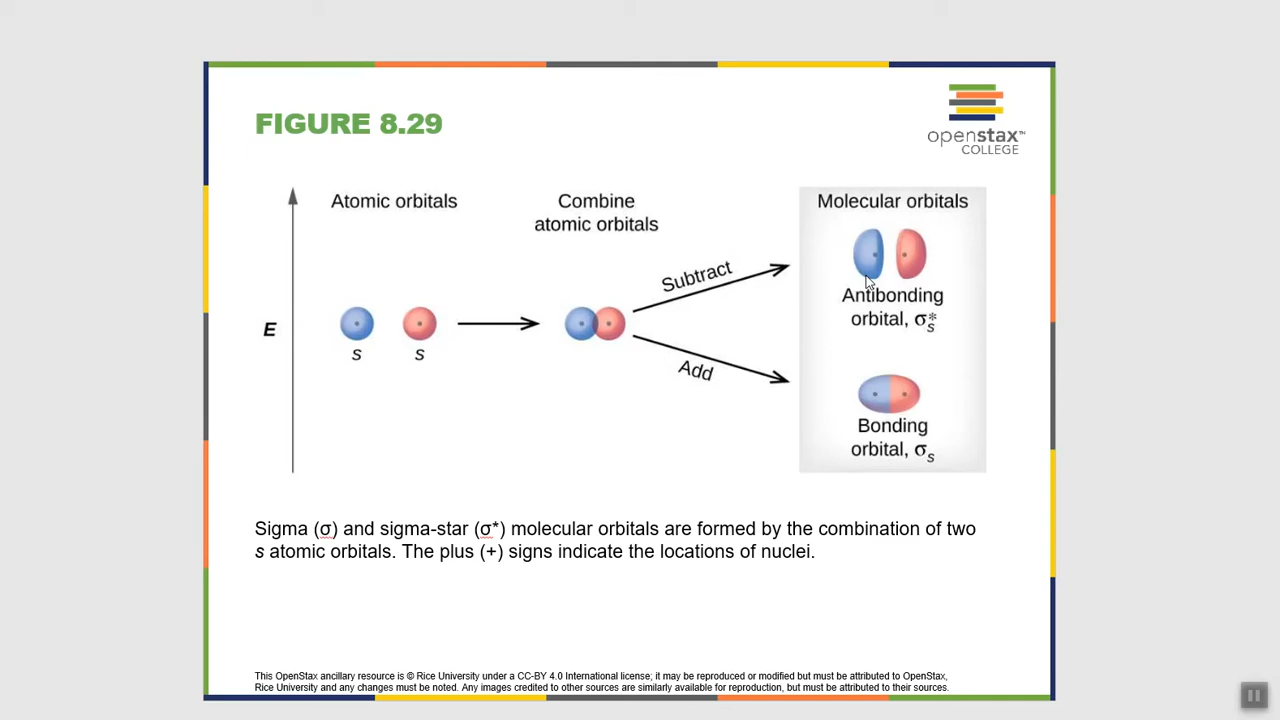 FIGURE 8.29
openstax™
COLLEGE
Atomic orbitals
Combine
atomic orbitals
Molecular orbitals
Subtract
Antibonding
orbital, σₛ*
E
s
s
Add
Bonding
orbital, σₛ
Sigma (σ) and sigma-star (σ*) molecular orbitals are formed by the combination of two
s atomic orbitals. The plus (+) signs indicate the locations of nuclei.
This OpenStax ancillary resource is © Rice University under a CC-BY 4.0 International license; it may be reproduced or modified but must be attributed to OpenStax,
Rice University and any changes must be noted. Any images credited to other sources are similarly available for reproduction, but must be attributed to their sources.